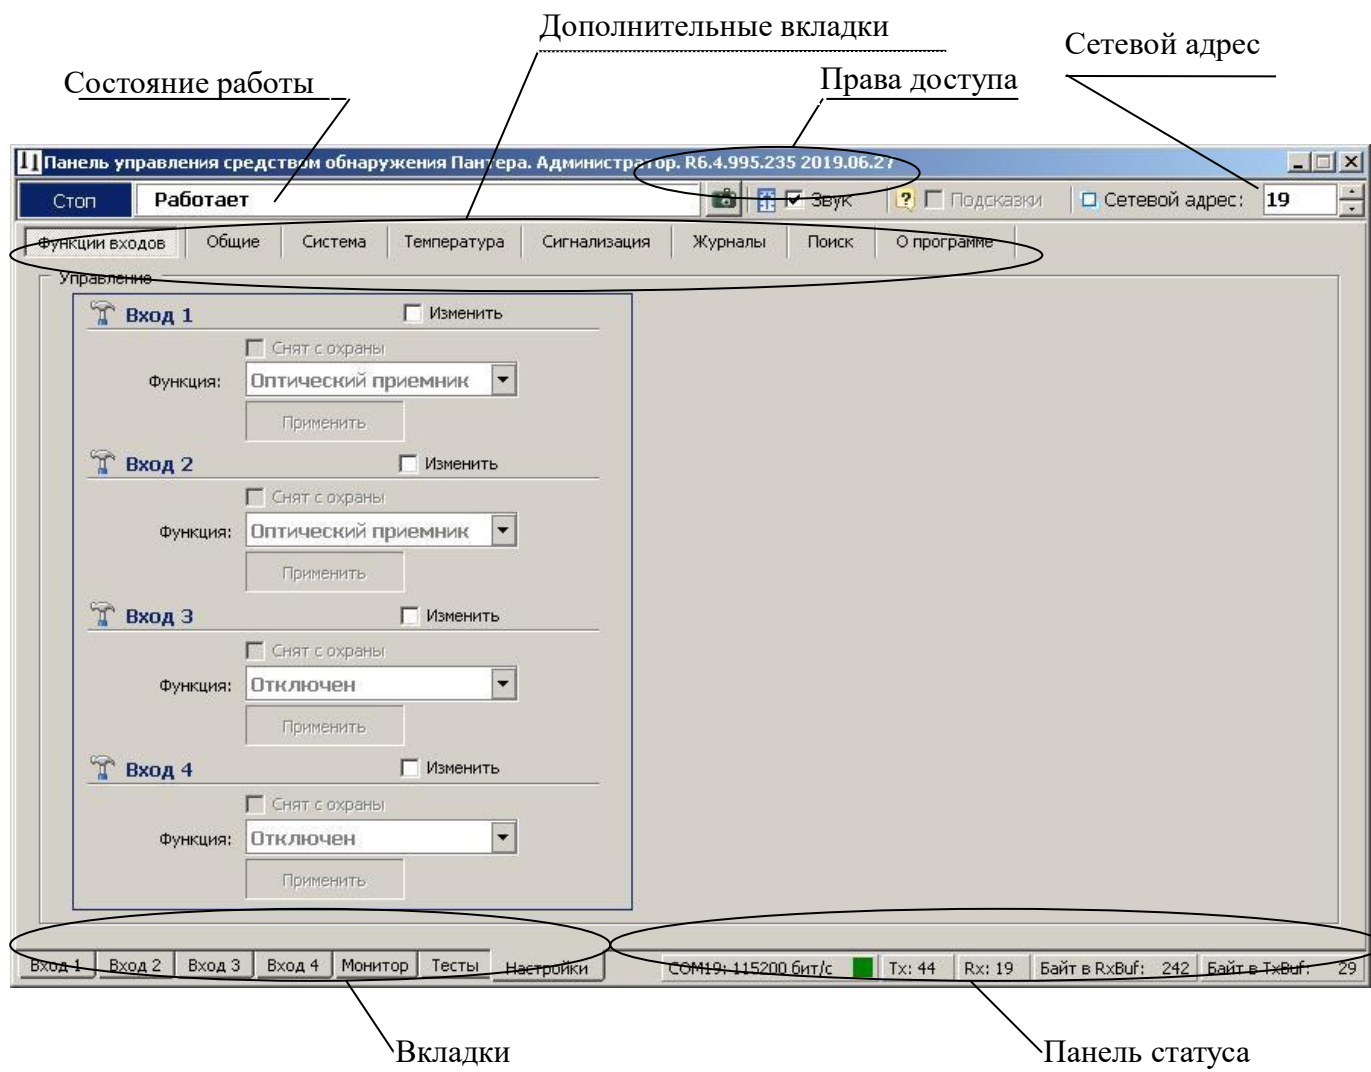 Дополнительные вкладки
Сетевой адрес
Состояние работы
Права доступа
Панель управления средством обнаружения Пантера. Администратор. R6.4.995.235 2019.06.27
Стоп Работает Звук Подсказки Сетевой адрес: 19
Функции входов Общие Система Температура Сигнализация Журналы Поиск О программе
Управление
Вход 1 Изменить
Снят с охраны
Функция: Оптический приемник
Применить
Вход 2 Изменить
Снят с охраны
Функция: Оптический приемник
Применить
Вход 3 Изменить
Снят с охраны
Функция: Отключен
Применить
Вход 4 Изменить
Снят с охраны
Функция: Отключен
Применить
Вход 1 Вход 2 Вход 3 Вход 4 Монитор Тесты Настройки COM19: 115200 бит/с Tx: 44 Rx: 19 Байт в RxBuf: 242 Байт в TxBuf: 29
Вкладки
Панель статуса